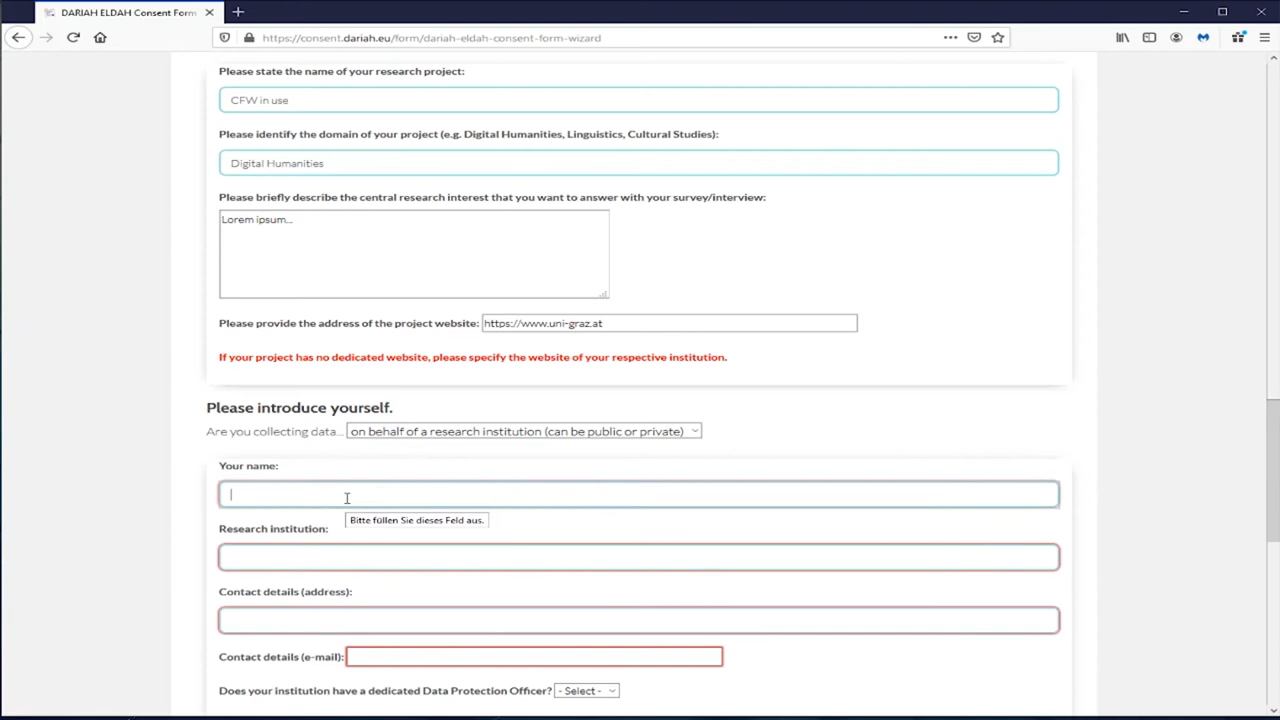 DARIAH ELDAH Consent Form
https://consent.dariah.eu/form/dariah-eldah-consent-form-wizard
Please state the name of your research project:
CFW in use
Please identify the domain of your project (e.g. Digital Humanities, Linguistics, Cultural Studies):
Digital Humanities
Please briefly describe the central research interest that you want to answer with your survey/interview:
Lorem ipsum...
Please provide the address of the project website: https://www.uni-graz.at
If your project has no dedicated website, please specify the website of your respective institution.
Please introduce yourself.
Are you collecting data... on behalf of a research institution (can be public or private)
Your name:
Bitte füllen Sie dieses Feld aus.
Research institution:
Contact details (address):
Contact details (e-mail):
Does your institution have a dedicated Data Protection Officer? - Select -